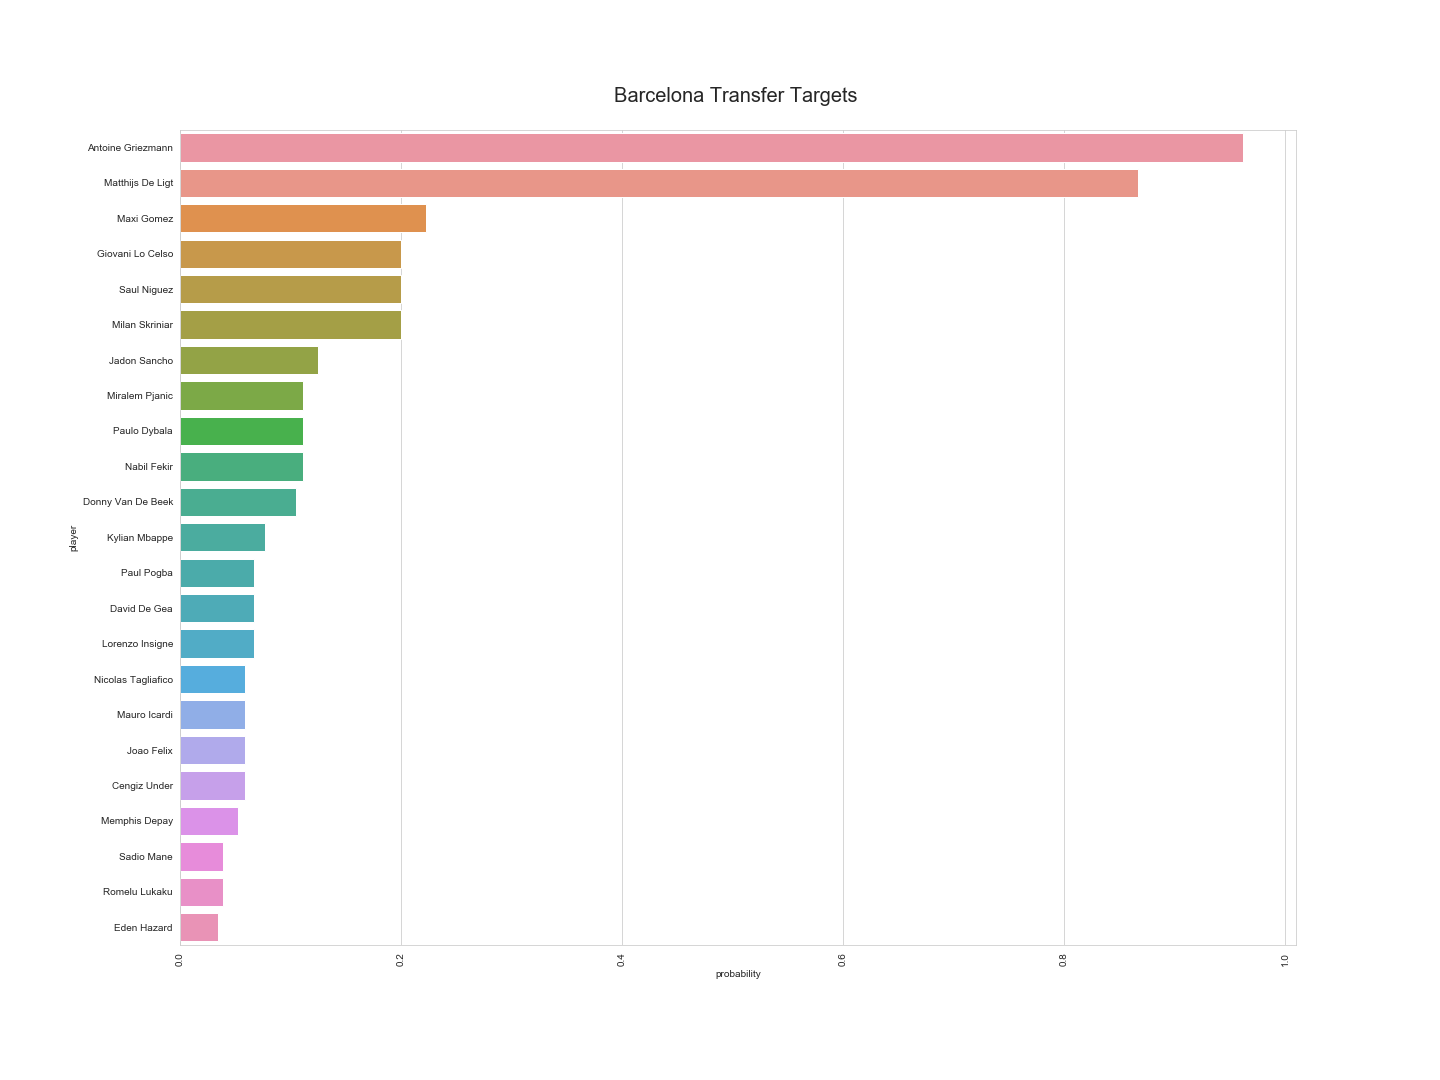 Barcelona Transfer Targets
Antoine Griezmann
Matthijs De Ligt
Maxi Gomez
Giovani Lo Celso
Saul Niguez
Milan Skriniar
Jadon Sancho
Miralem Pjanic
Paulo Dybala
Nabil Fekir
Donny Van De Beek
Kylian Mbappe
Paul Pogba
David De Gea
Lorenzo Insigne
Nicolas Tagliafico
Mauro Icardi
Joao Felix
Cengiz Under
Memphis Depay
Sadio Mane
Romelu Lukaku
Eden Hazard
player
0.0
0.2
0.4
0.6
0.8
1.0
probability